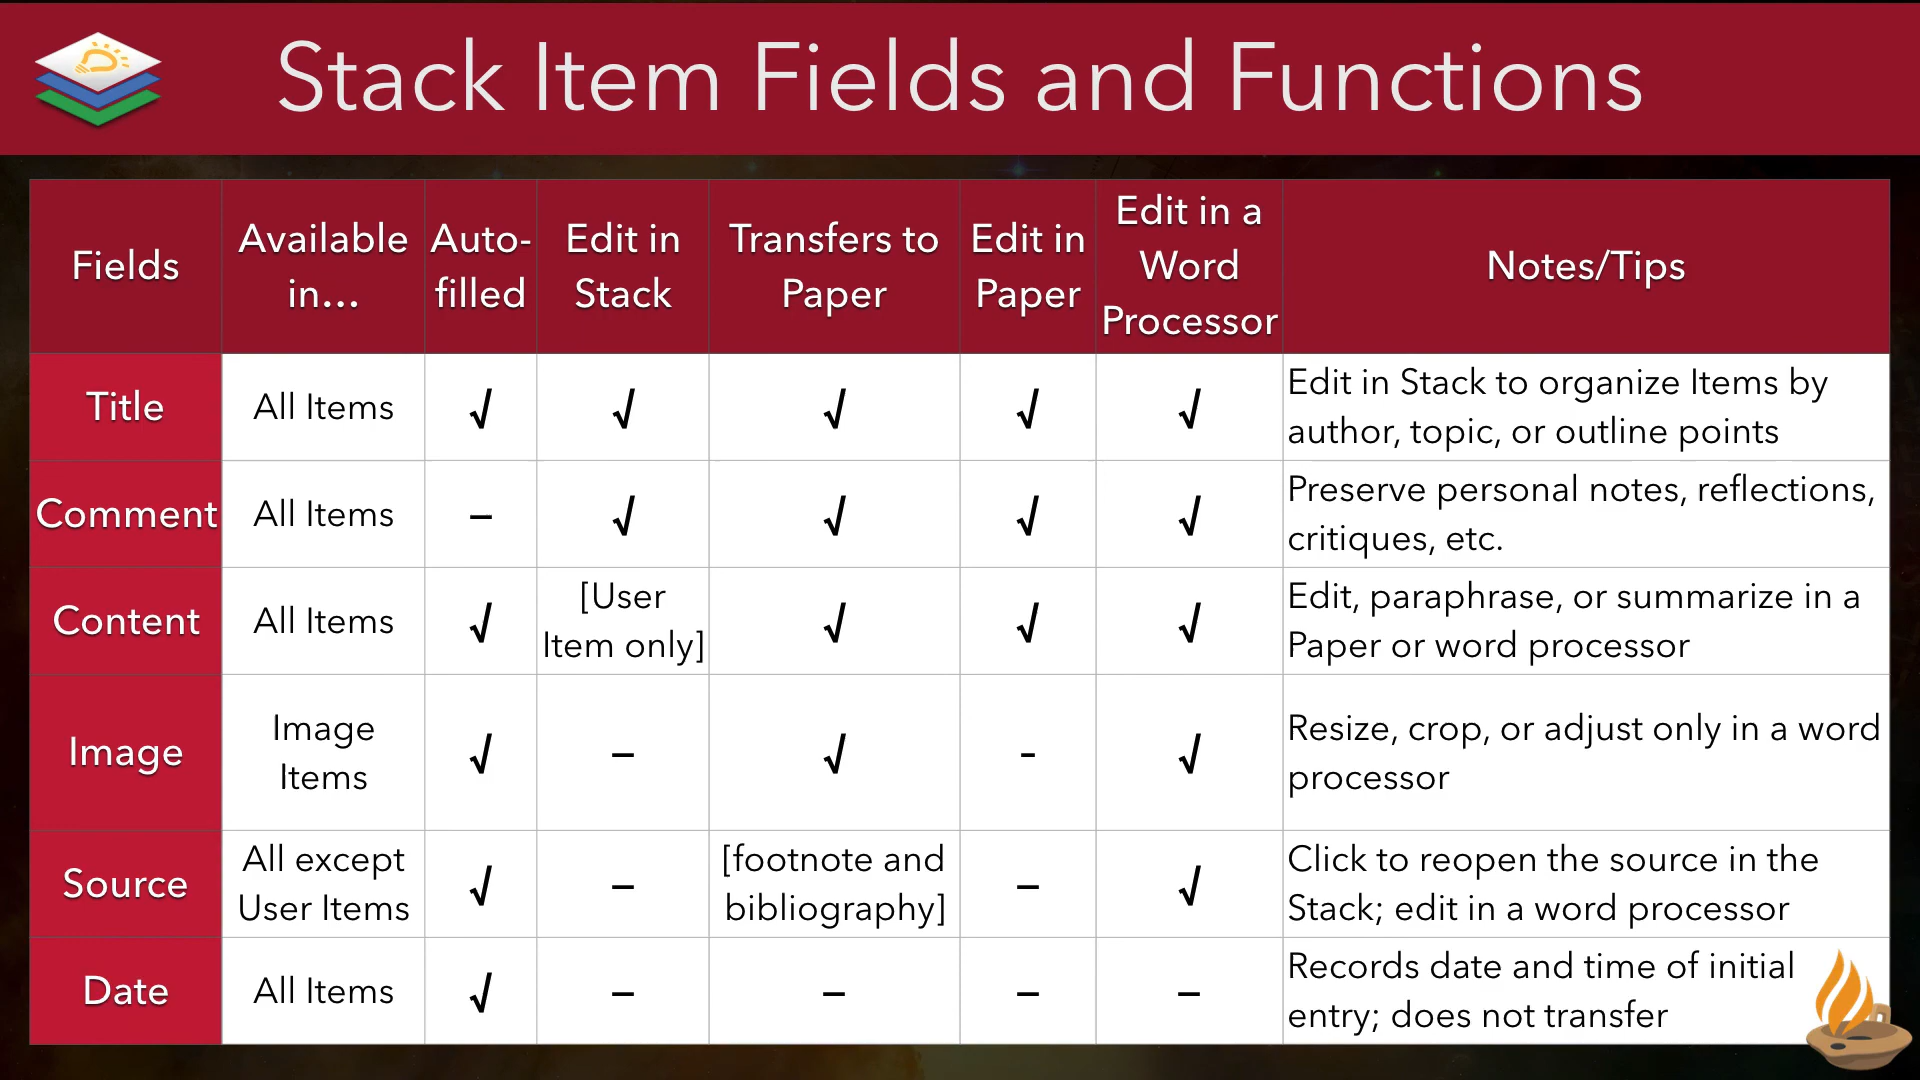 Stack Item Fields and Functions
Fields
Available
in...
Auto-
filled
Edit in
Stack
Transfers to
Paper
Edit in
Paper
Edit in a
Word
Processor
Notes/Tips
Title
All Items
√
√
√
√
√
Edit in Stack to organize Items by
author, topic, or outline points
Comment
All Items
–
√
√
√
√
Preserve personal notes, reflections,
critiques, etc.
Content
All Items
√
[User
Item only]
√
√
√
Edit, paraphrase, or summarize in a
Paper or word processor
Image
Image
Items
√
–
√
-
√
Resize, crop, or adjust only in a word
processor
Source
All except
User Items
√
–
[footnote and
bibliography]
–
√
Click to reopen the source in the
Stack; edit in a word processor
Date
All Items
√
–
–
–
–
Records date and time of initial
entry; does not transfer